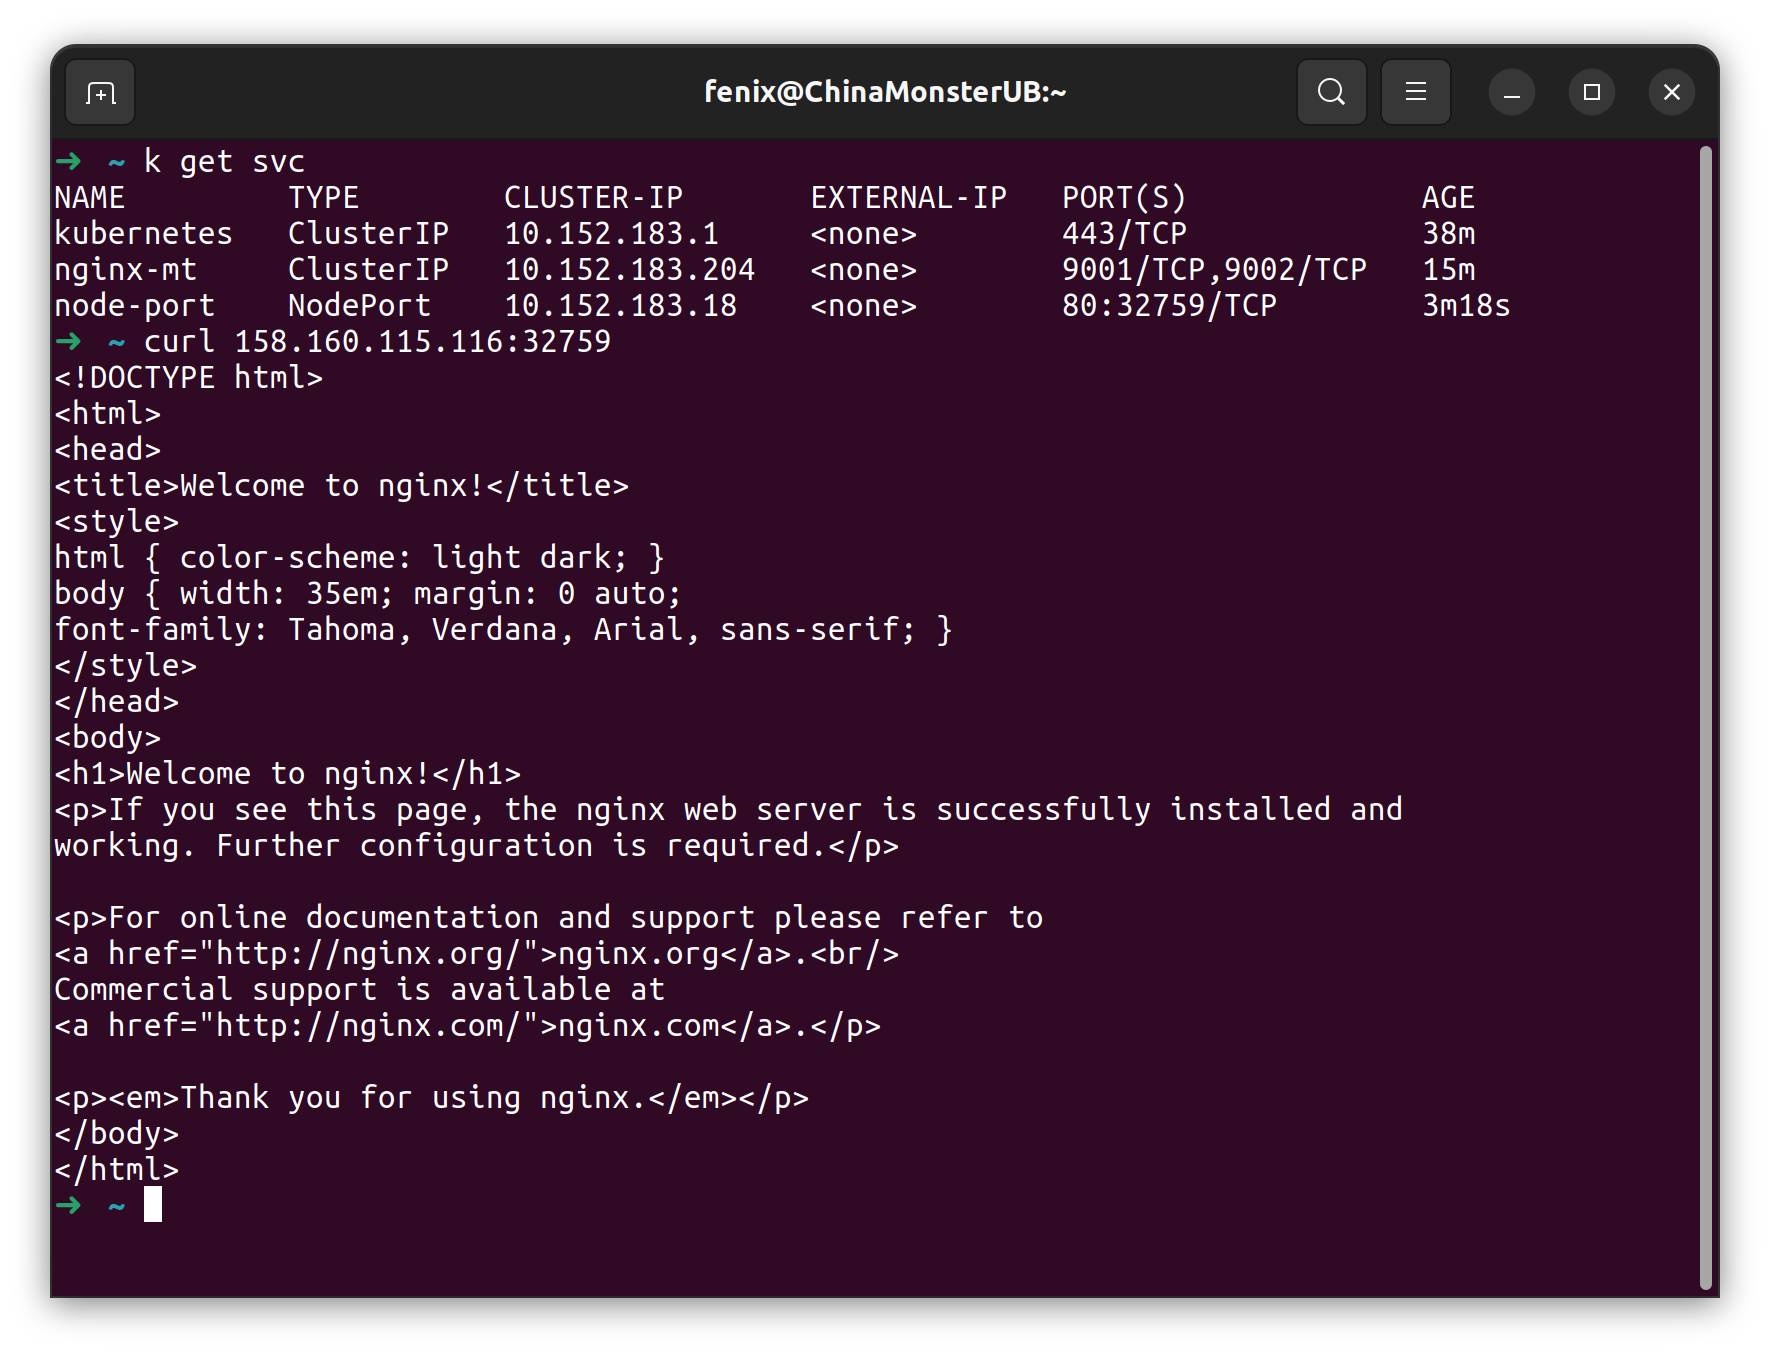 fenix@ChinaMonsterUB:~
➜ ~ k get svc
NAME         TYPE        CLUSTER-IP       EXTERNAL-IP   PORT(S)             AGE
kubernetes   ClusterIP   10.152.183.1     <none>        443/TCP             38m
nginx-mt     ClusterIP   10.152.183.204   <none>        9001/TCP,9002/TCP   15m
node-port    NodePort    10.152.183.18    <none>        80:32759/TCP        3m18s
➜ ~ curl 158.160.115.116:32759
<!DOCTYPE html>
<html>
<head>
<title>Welcome to nginx!</title>
<style>
html { color-scheme: light dark; }
body { width: 35em; margin: 0 auto;
font-family: Tahoma, Verdana, Arial, sans-serif; }
</style>
</head>
<body>
<h1>Welcome to nginx!</h1>
<p>If you see this page, the nginx web server is successfully installed and
working. Further configuration is required.</p>

<p>For online documentation and support please refer to
<a href="http://nginx.org/">nginx.org</a>.<br/>
Commercial support is available at
<a href="http://nginx.com/">nginx.com</a>.</p>

<p><em>Thank you for using nginx.</em></p>
</body>
</html>
➜ ~